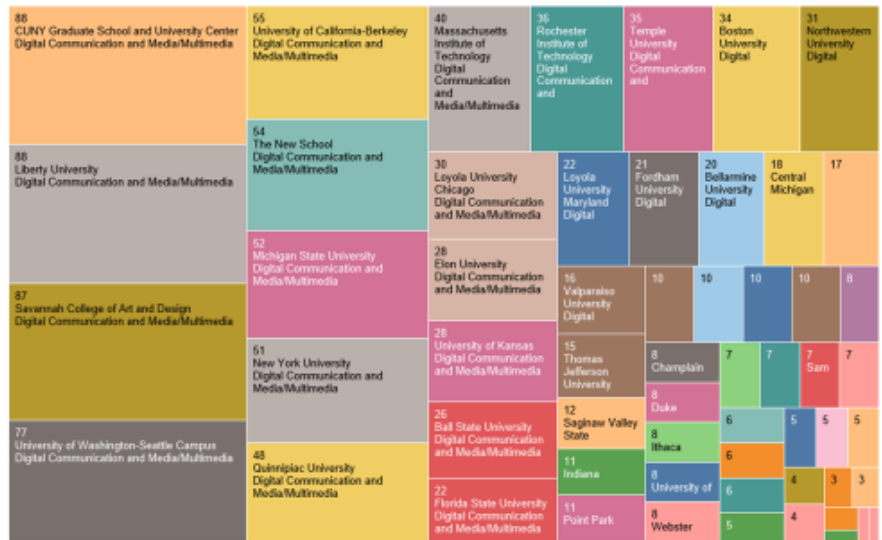 88
CUNY Graduate School and University Center
Digital Communication and Media/Multimedia
88
Liberty University
Digital Communication and Media/Multimedia
87
Savannah College of Art and Design
Digital Communication and Media/Multimedia
77
University of Washington-Seattle Campus
Digital Communication and Media/Multimedia
55
University of California-Berkeley
Digital Communication and
Media/Multimedia
54
The New School
Digital Communication and
Media/Multimedia
52
Michigan State University
Digital Communication and
Media/Multimedia
51
New York University
Digital Communication and
Media/Multimedia
48
Quinnipiac University
Digital Communication and
Media/Multimedia
40
Massachusetts
Institute of
Technology
Digital
Communication
and
Media/Multimedia
36
Rochester
Institute of
Technology
Digital
Communication
and
35
Temple
University
Digital
Communication
and
34
Boston
University
Digital
31
Northwestern
University
Digital
30
Loyola University
Chicago
Digital Communication
and Media/Multimedia
28
Elon University
Digital Communication
and Media/Multimedia
28
University of Kansas
Digital Communication
and Media/Multimedia
26
Ball State University
Digital Communication
and Media/Multimedia
22
Florida State University
Digital Communication
and Media/Multimedia
22
Loyola
University
Maryland
Digital
21
Fordham
University
Digital
20
Bellarmine
University
Digital
18
Central
Michigan
17
16
Valparaiso
University
Digital
15
Thomas
Jefferson
University
12
Saginaw Valley
State
11
Indiana
11
Point Park
10
10
10
10
8
8
Champlain
8
Duke
8
Ithaca
8
University of
8
Webster
7
7
7
Sam
7
6
6
6
5
5
5
5
4
3
3
4